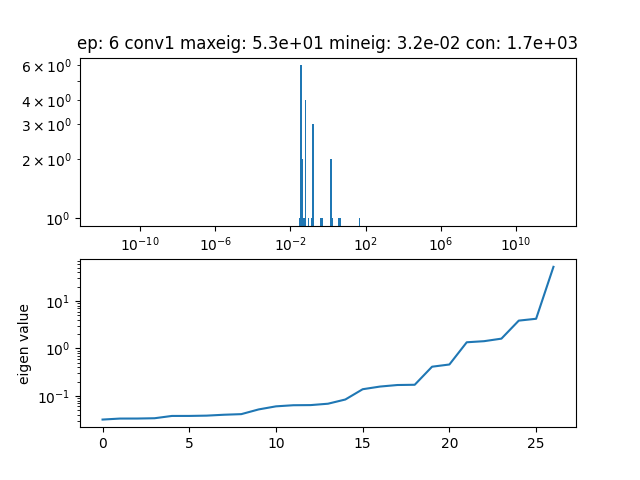 ep: 6 conv1 maxeig: 5.3e+01 mineig: 3.2e-02 con: 1.7e+03
6 × 10⁰
4 × 10⁰
3 × 10⁰
2 × 10⁰
10⁰
10⁻¹⁰ 10⁻⁶ 10⁻² 10² 10⁶ 10¹⁰
eigen value
10¹
10⁰
10⁻¹
0 5 10 15 20 25